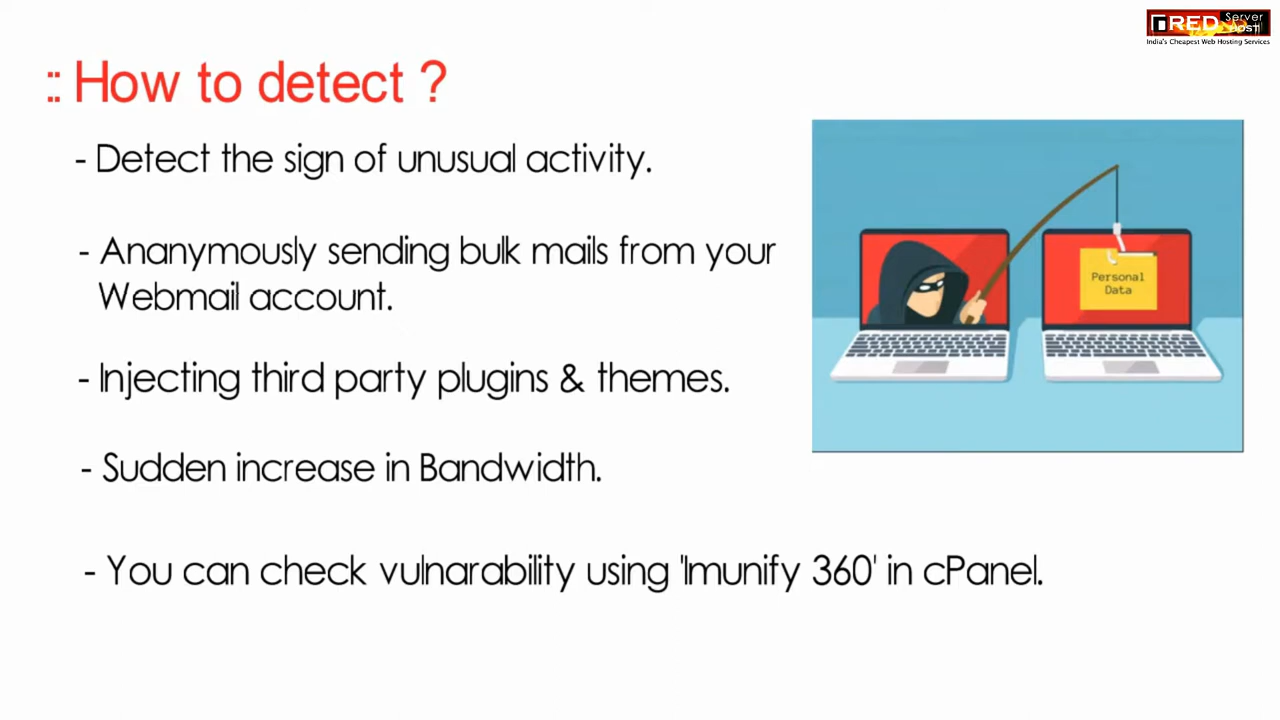 RED Server
Host
India's Cheapest Web Hosting Services
:: How to detect ?
- Detect the sign of unusual activity.
- Ananymously sending bulk mails from your
Webmail account.
- Injecting third party plugins & themes.
- Sudden increase in Bandwidth.
- You can check vulnarability using 'Imunify 360' in cPanel.
Personal
Data